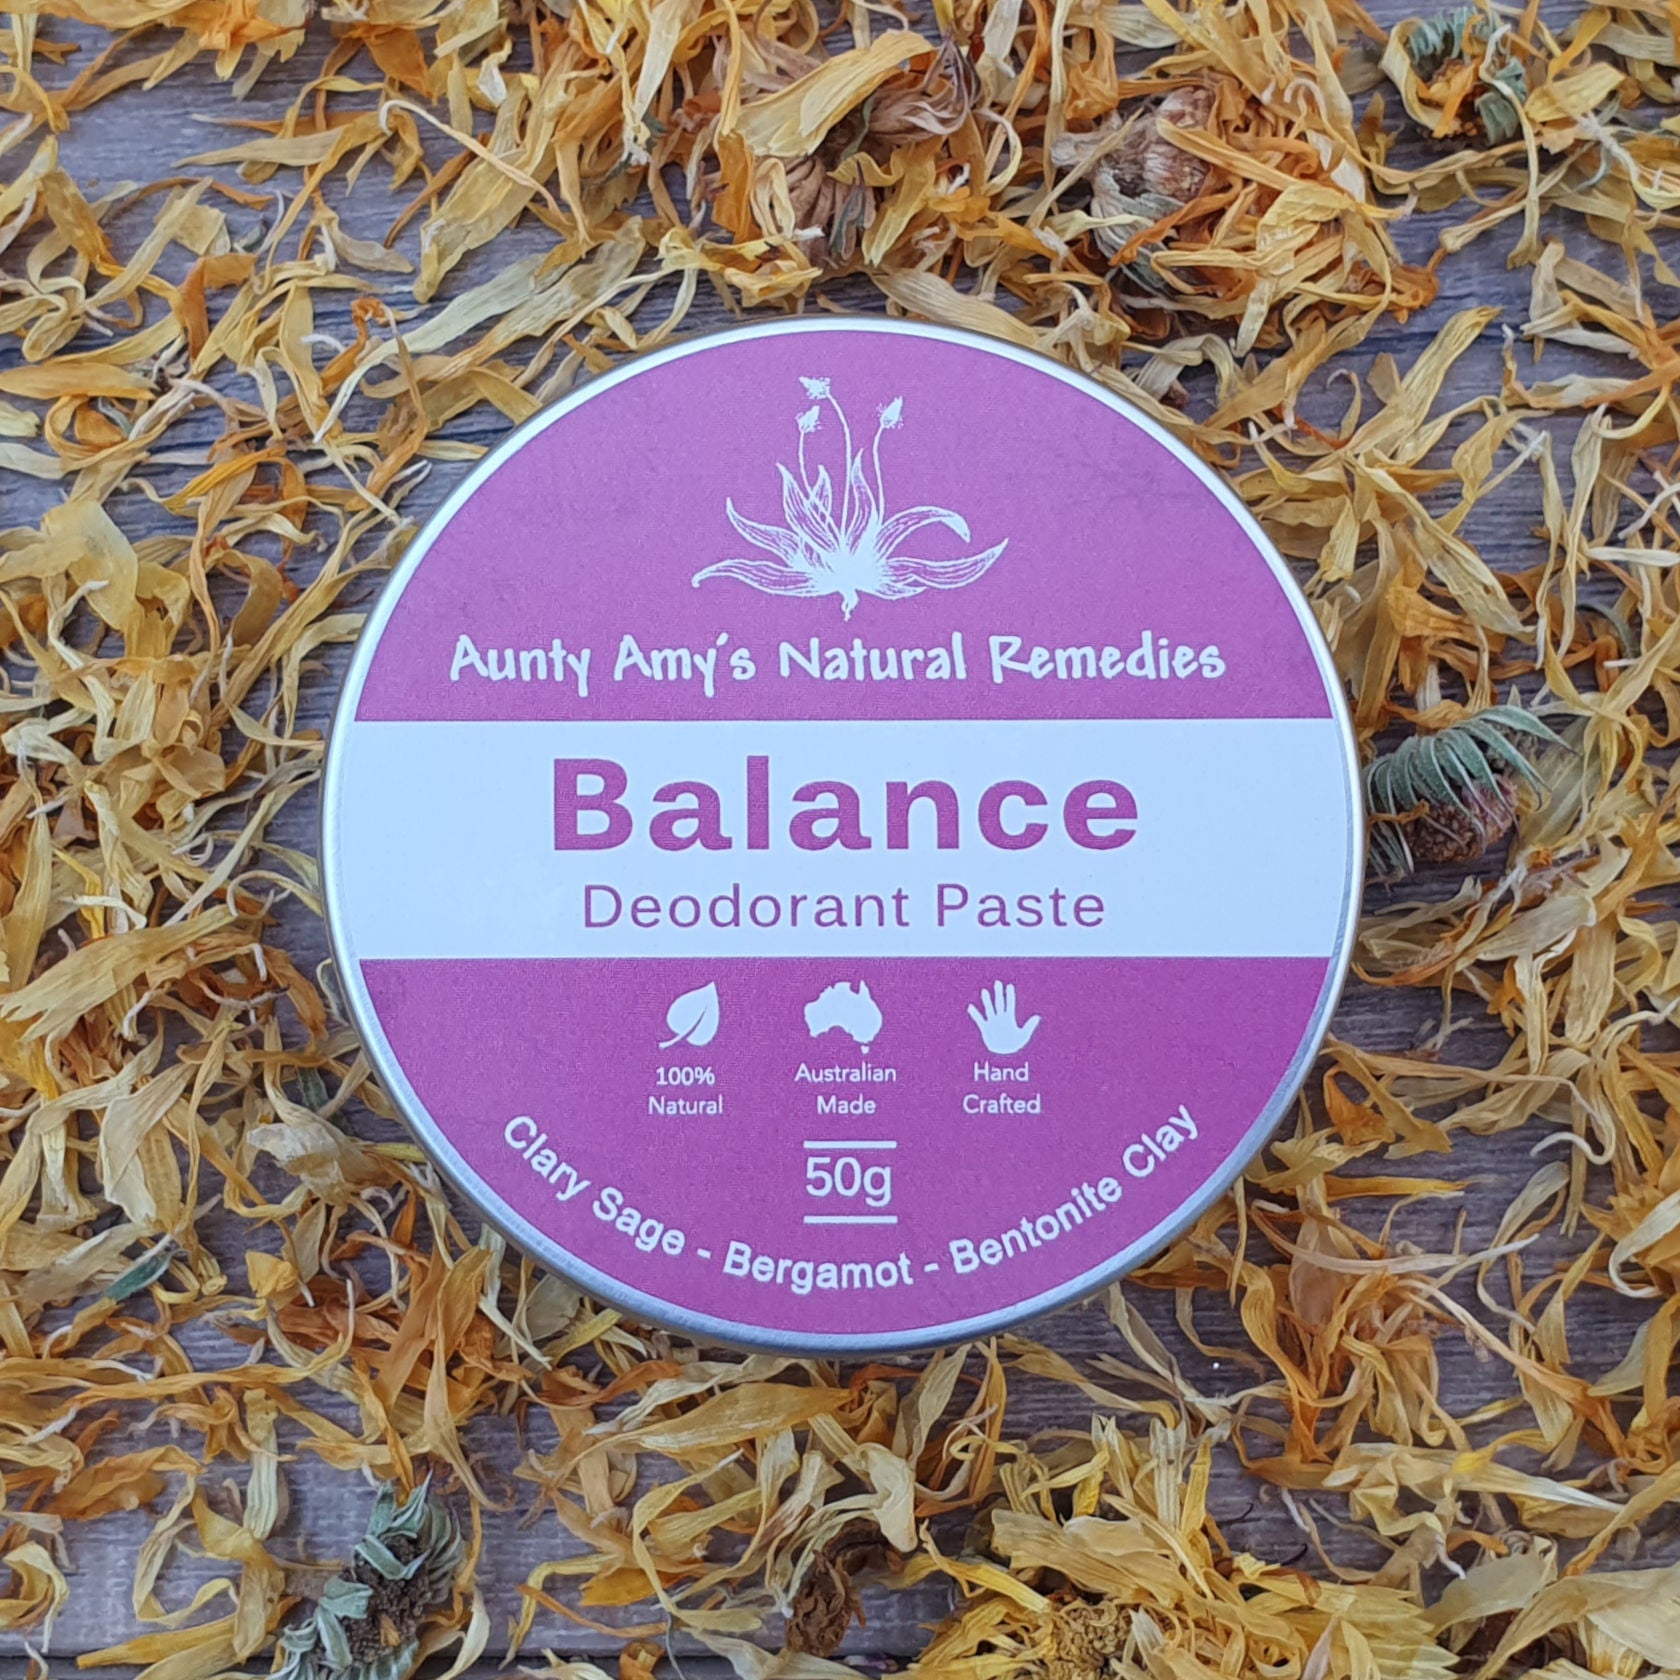 Aunty Amy's Natural Remedies
Balance
Deodorant Paste
100%
Natural
Australian
Made
Hand
Crafted
50g
Clary Sage - Bergamot - Bentonite Clay